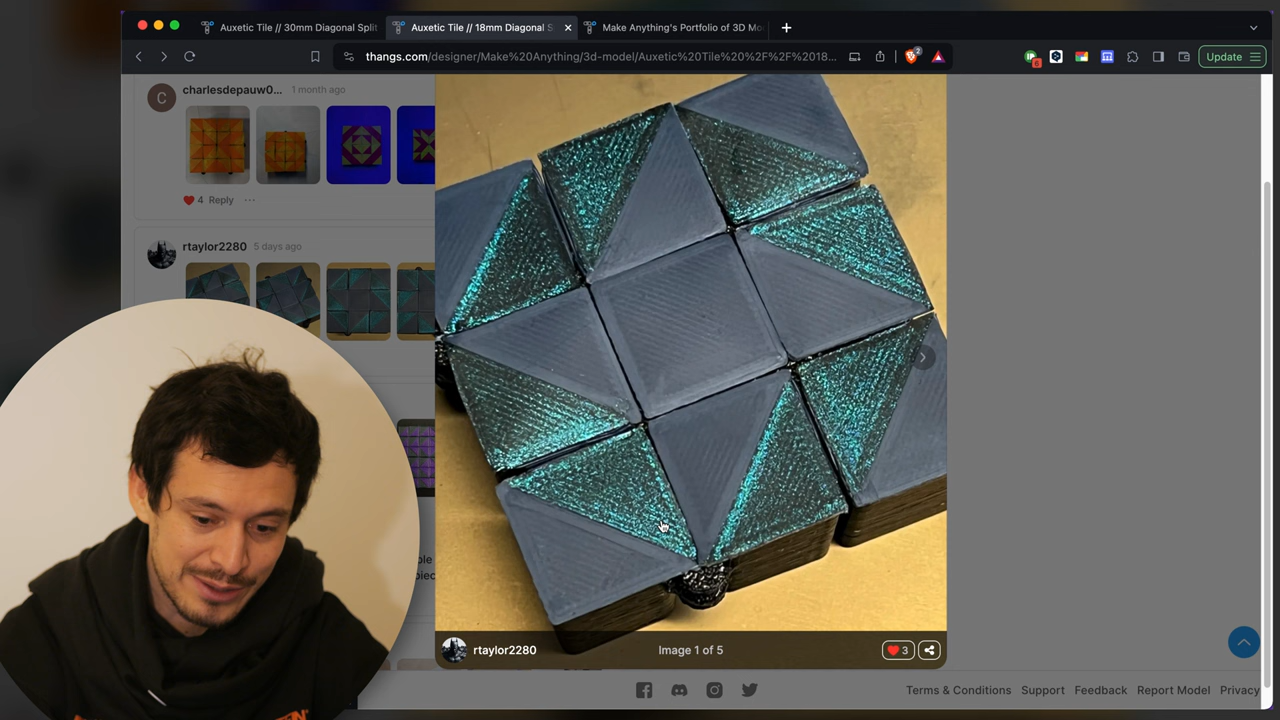 Auxetic Tile // 30mm Diagonal Split
Auxetic Tile // 18mm Diagonal S
Make Anything's Portfolio of 3D Mo
thangs.com/designer/Make%20Anything/3d-model/Auxetic%20Tile%20%2F%2F%2018...
2
6
Update
C
charlesdepauw0... 1 month ago
4 Reply ...
rtaylor2280 5 days ago
rtaylor2280
Image 1 of 5
3
Terms & Conditions Support Feedback Report Model Privacy